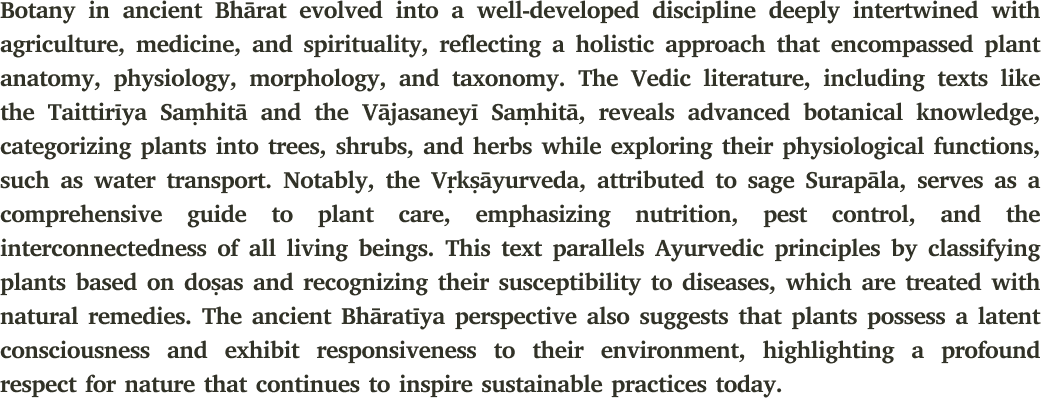 Botany in ancient Bhārat evolved into a well-developed discipline deeply intertwined with
agriculture, medicine, and spirituality, reflecting a holistic approach that encompassed plant
anatomy, physiology, morphology, and taxonomy. The Vedic literature, including texts like
the Taittirīya Saṃhitā and the Vājasaneyī Saṃhitā, reveals advanced botanical knowledge,
categorizing plants into trees, shrubs, and herbs while exploring their physiological functions,
such as water transport. Notably, the Vṛkṣāyurveda, attributed to sage Surapāla, serves as a
comprehensive guide to plant care, emphasizing nutrition, pest control, and the
interconnectedness of all living beings. This text parallels Ayurvedic principles by classifying
plants based on doṣas and recognizing their susceptibility to diseases, which are treated with
natural remedies. The ancient Bhāratīya perspective also suggests that plants possess a latent
consciousness and exhibit responsiveness to their environment, highlighting a profound
respect for nature that continues to inspire sustainable practices today.